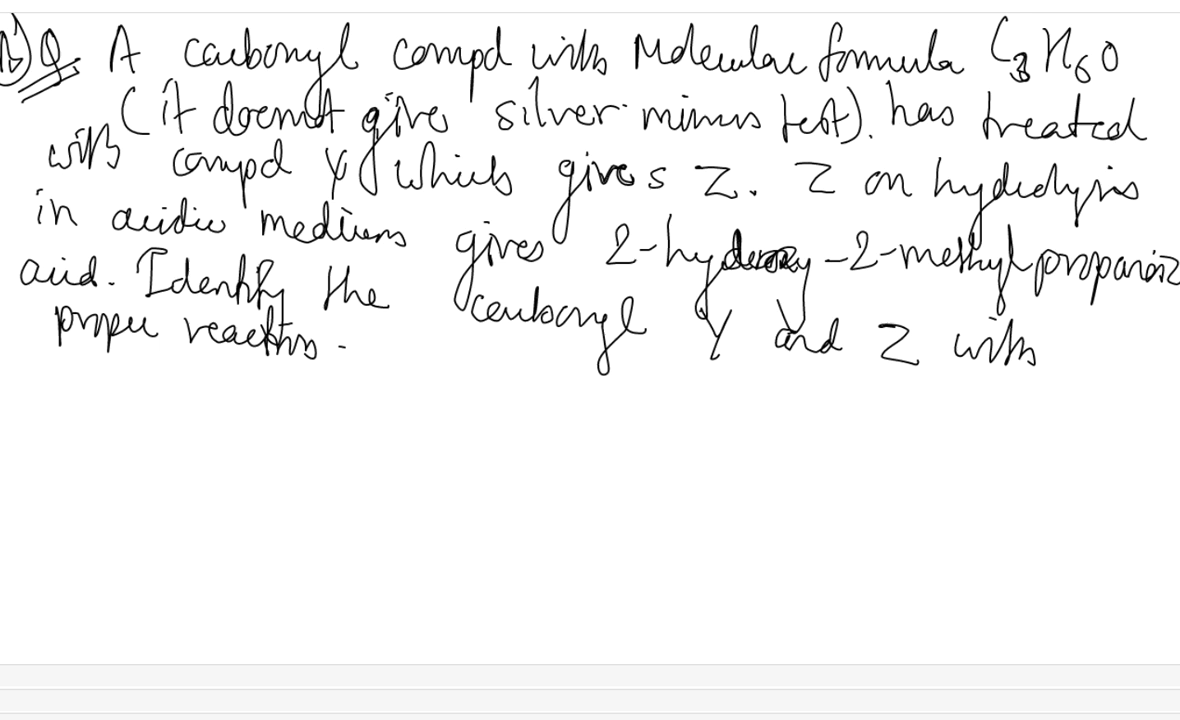 Q. A carbonyl compd with Molecular formula C3H6O
(it doesn't give silver mirror test). has treated
with compd Y which gives Z. Z on hydrolysis
in acidic medium gives 2-hydroxy-2-methyl propanoic
acid. Identify the carbonyl Y and Z with
proper reactions.